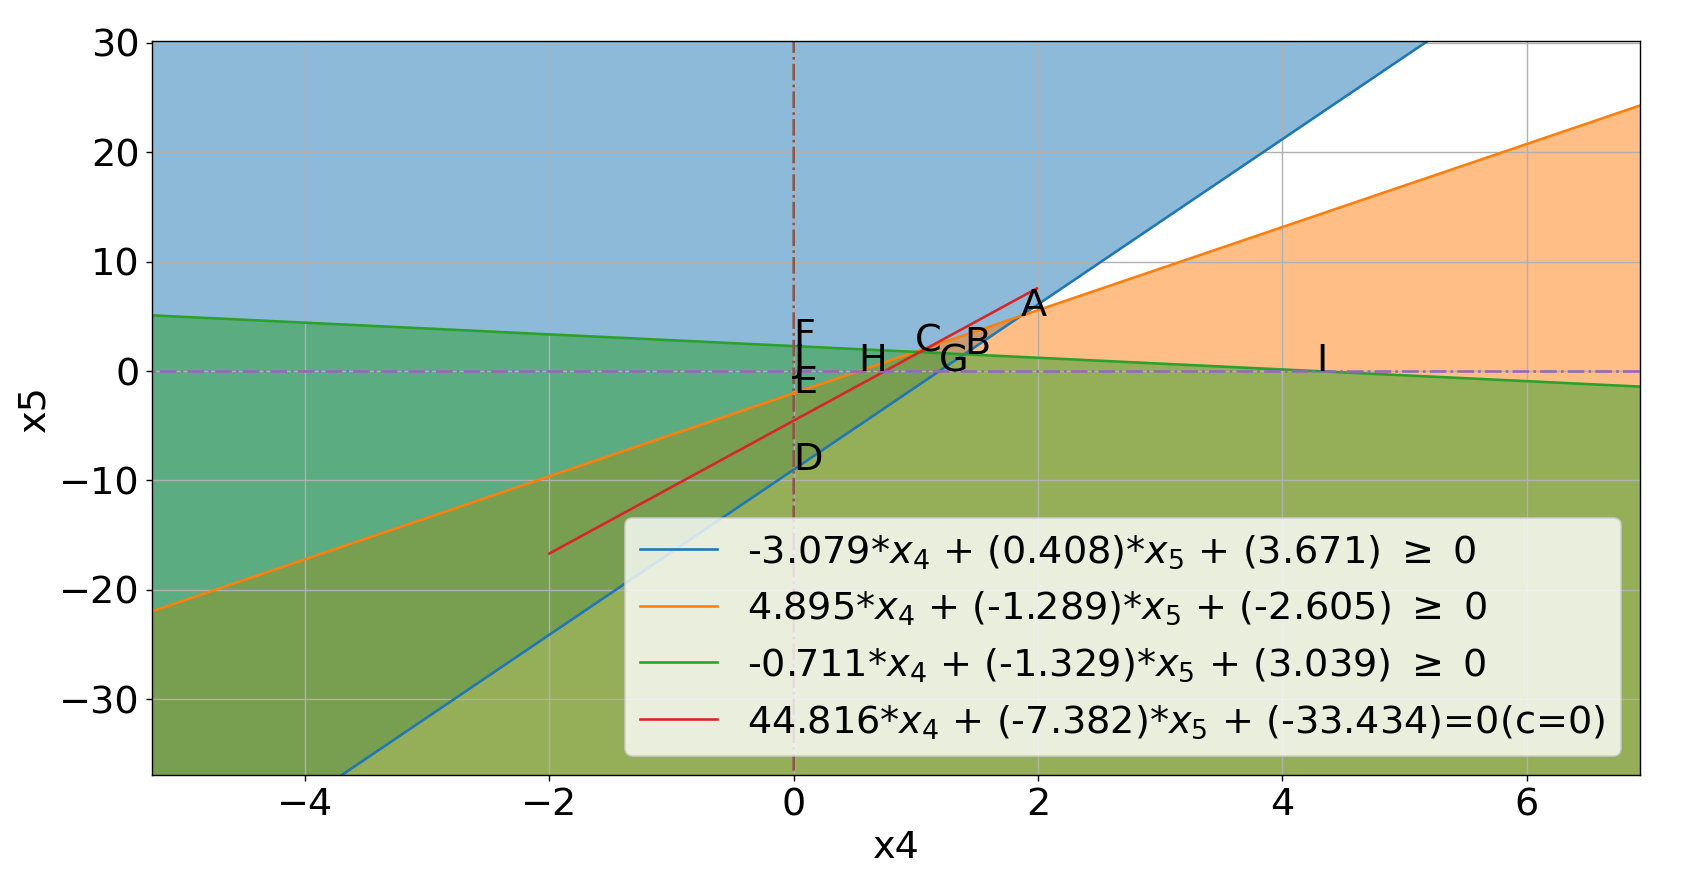 30
20
10
0
−10
−20
−30
x5
A
F
C
B
J
H
G
I
E
D
-3.079*x₄ + (0.408)*x₅ + (3.671) ≥ 0
4.895*x₄ + (-1.289)*x₅ + (-2.605) ≥ 0
-0.711*x₄ + (-1.329)*x₅ + (3.039) ≥ 0
44.816*x₄ + (-7.382)*x₅ + (-33.434)=0(c=0)
−4 −2 0 2 4 6
x4